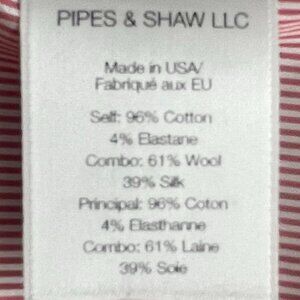 PIPES & SHAW LLC
Made in USA/
Fabriqué aux EU
Self: 96% Cotton
4% Elastane
Combo: 61% Wool
39% Silk
Principal: 96% Coton
4% Elasthanne
Combo: 61% Laine
39% Soie